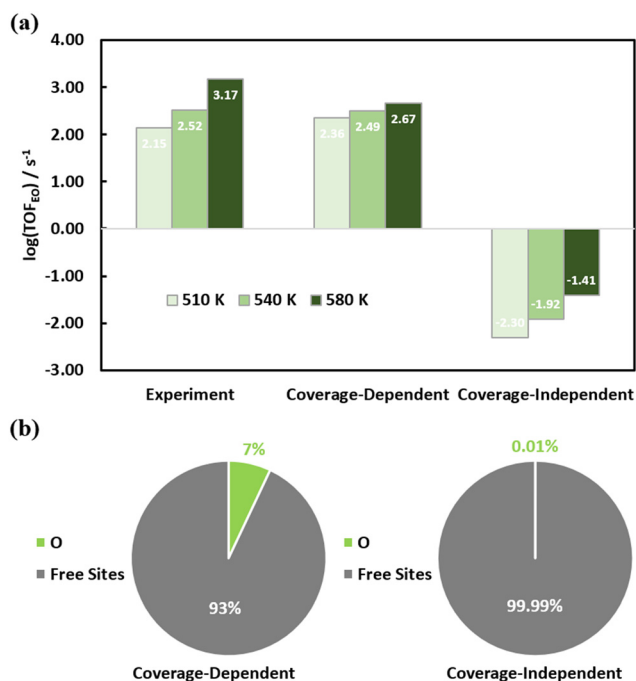 (a)
4.00
3.00
2.00
1.00
0.00
-1.00
-2.00
-3.00
log(TOF_EO) / s⁻¹
2.15
2.52
3.17
2.36
2.49
2.67
-2.30
-1.92
-1.41
510 K 540 K 580 K
Experiment Coverage-Dependent Coverage-Independent
(b)
7%
O
Free Sites
93%
Coverage-Dependent
0.01%
O
Free Sites
99.99%
Coverage-Independent